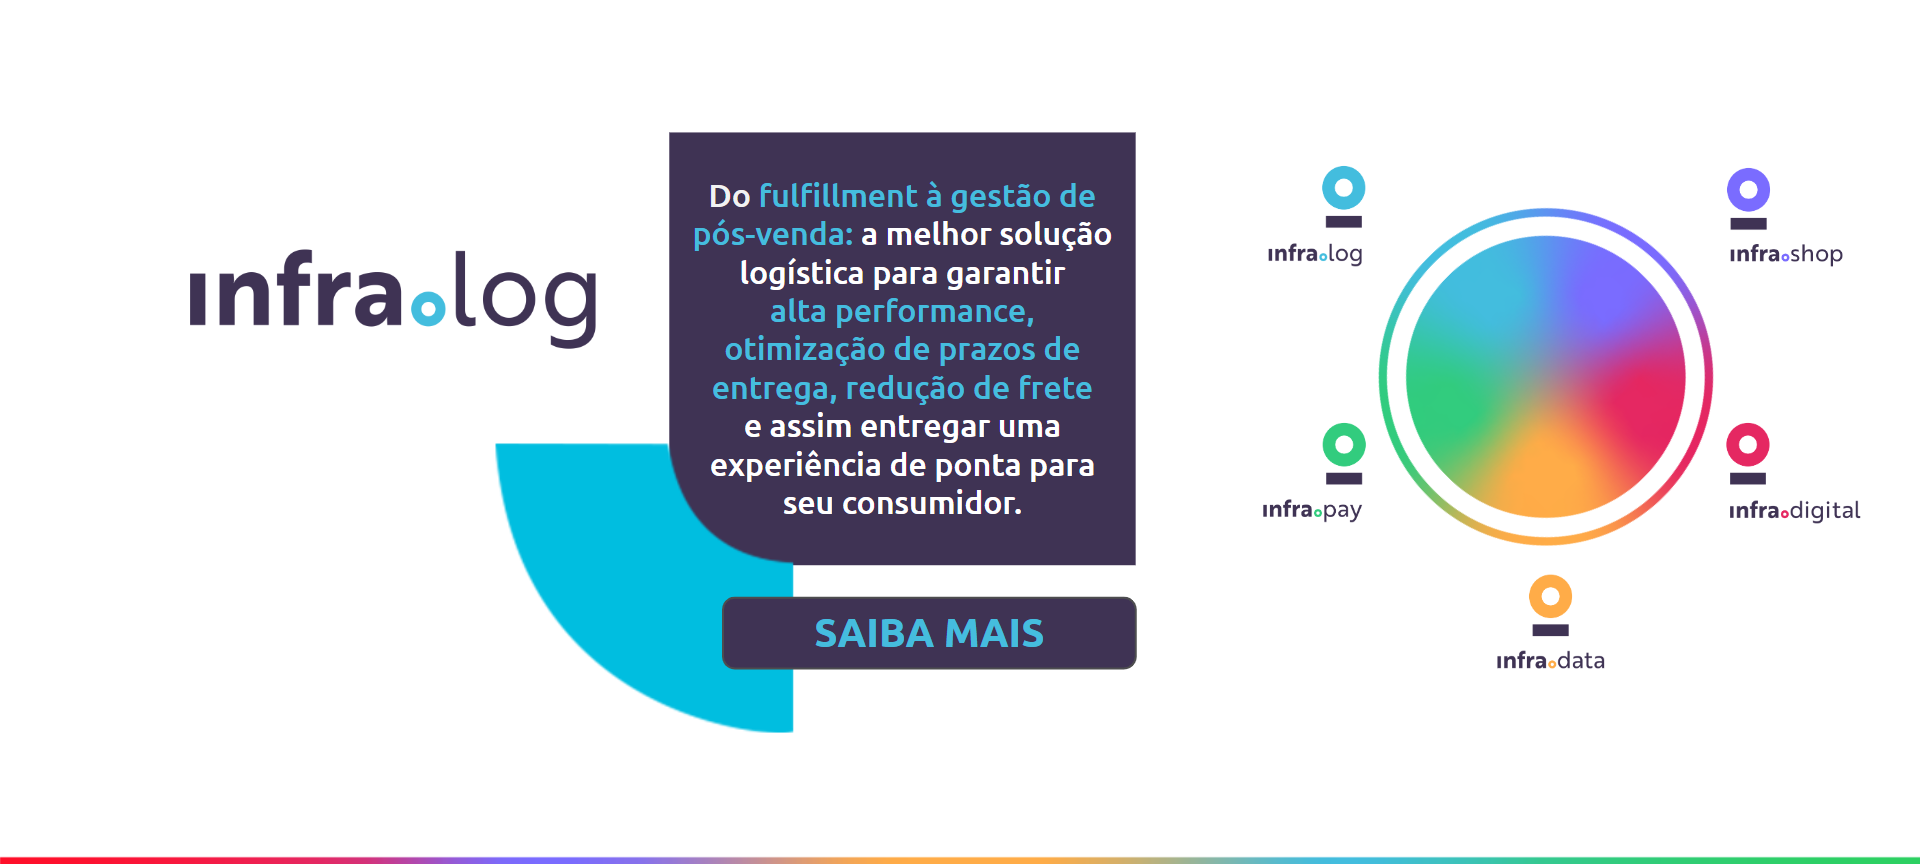 infra.log
Do fulfillment à gestão de
pós-venda: a melhor solução
logística para garantir
alta performance,
otimização de prazos de
entrega, redução de frete
e assim entregar uma
experiência de ponta para
seu consumidor.
SAIBA MAIS
infra.log
infra.shop
infra.pay
infra.digital
infra.data